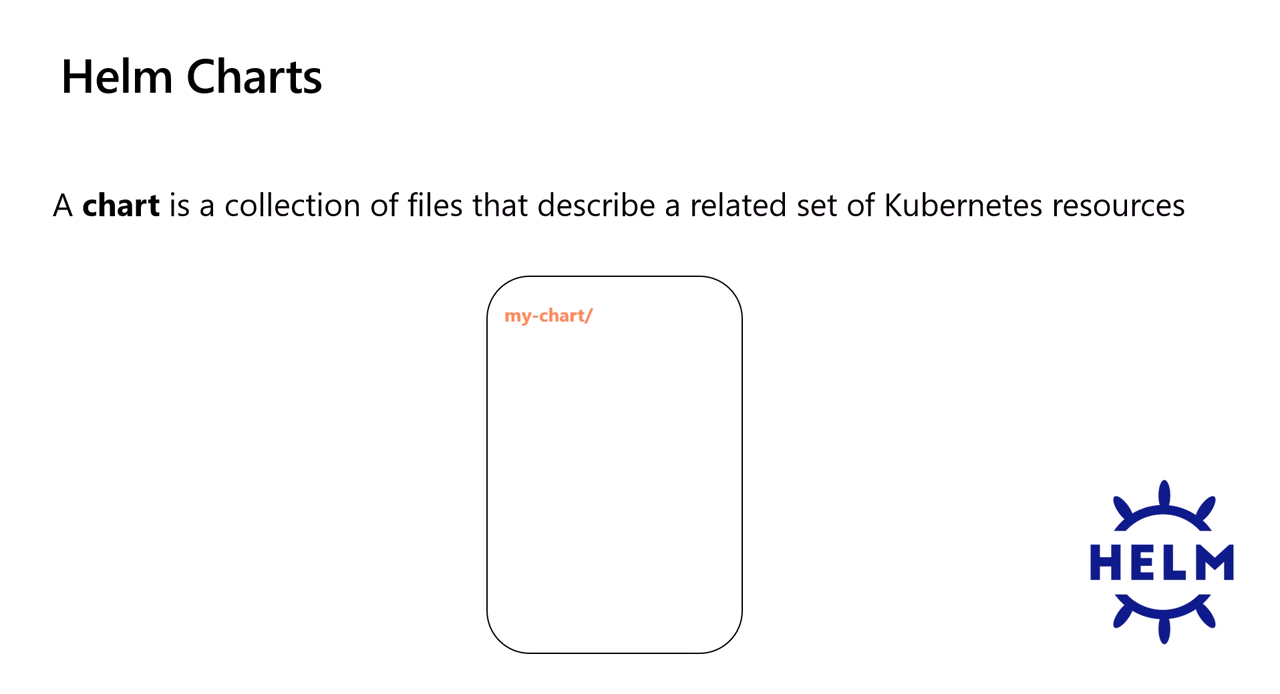 Helm Charts
A chart is a collection of files that describe a related set of Kubernetes resources
my-chart/
HELM